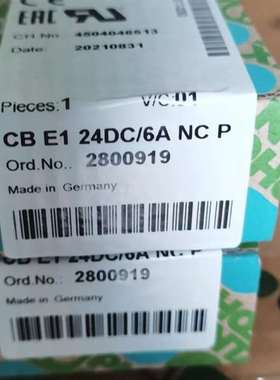 Ch No. 4504046513
Date: 20210831
Pieces: 1 V/C: 01
CB E1 24DC/6A NC P
Ord.No.: 2800919
Made in Germany
CB E1 24DC/6A NC P
Ord.No.: 2800919
Made in Germany